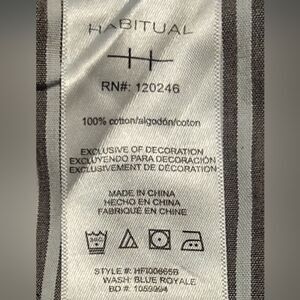 HABITUAL
RN#: 120246
100% cotton/algodón/coton
EXCLUSIVE OF DECORATION
EXCLUYENDO PARA DECORACIÓN
EXCLUSIVEMENT DE DÉCORATION
MADE IN CHINA
HECHO EN CHINA
FABRIQUÉ EN CHINE
STYLE #: HFI00665B
WASH: BLUE ROYALE
BD #: 1059994